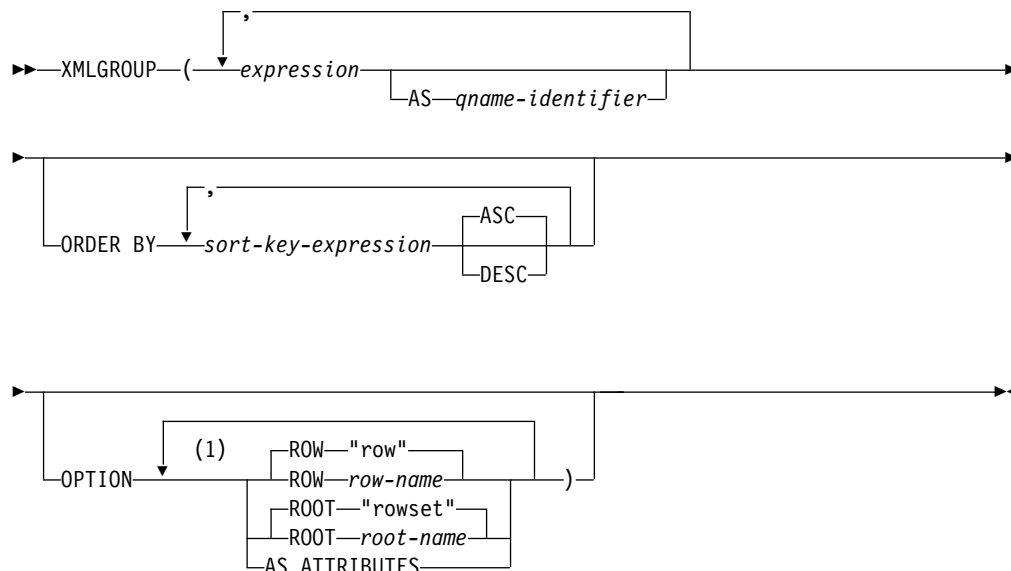 ,
XMLGROUP ( expression
AS qname-identifier
,
ORDER BY sort-key-expression
ASC
DESC
OPTION
(1)
ROW "row"
ROW row-name
ROOT "rowset"
ROOT root-name
AS ATTRIBUTES
)